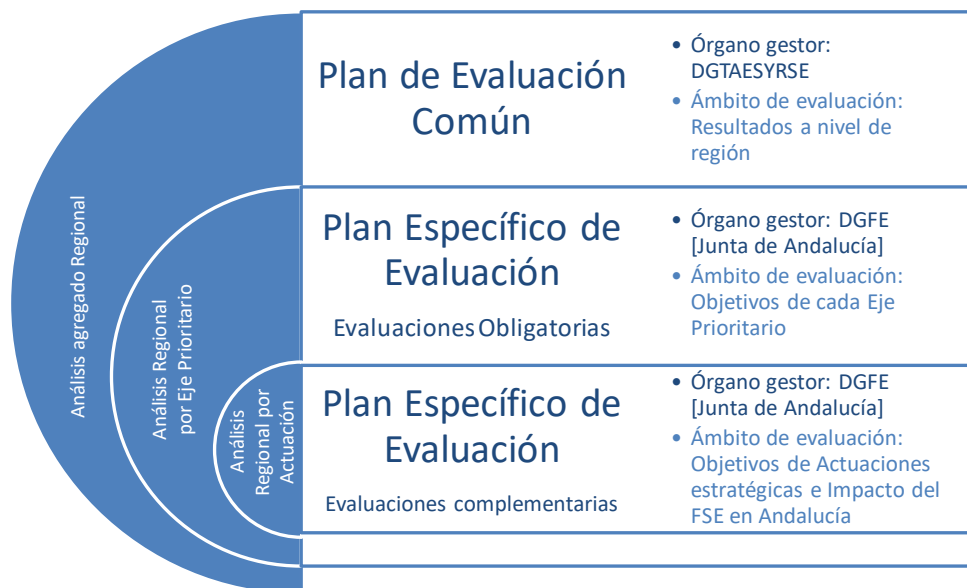 Análisis agregado Regional
Plan de Evaluación
Común
• Órgano gestor:
DGTAESYRSE
• Ámbito de evaluación:
Resultados a nivel de
región
Análisis Regional
por Eje Prioritario
Plan Específico de
Evaluación
Evaluaciones Obligatorias
• Órgano gestor: DGFE
[Junta de Andalucía]
• Ámbito de evaluación:
Objetivos de cada Eje
Prioritario
Análisis
Regional por
Actuación
Plan Específico de
Evaluación
Evaluaciones complementarias
• Órgano gestor: DGFE
[Junta de Andalucía]
• Ámbito de evaluación:
Objetivos de Actuaciones
estratégicas e Impacto del
FSE en Andalucía